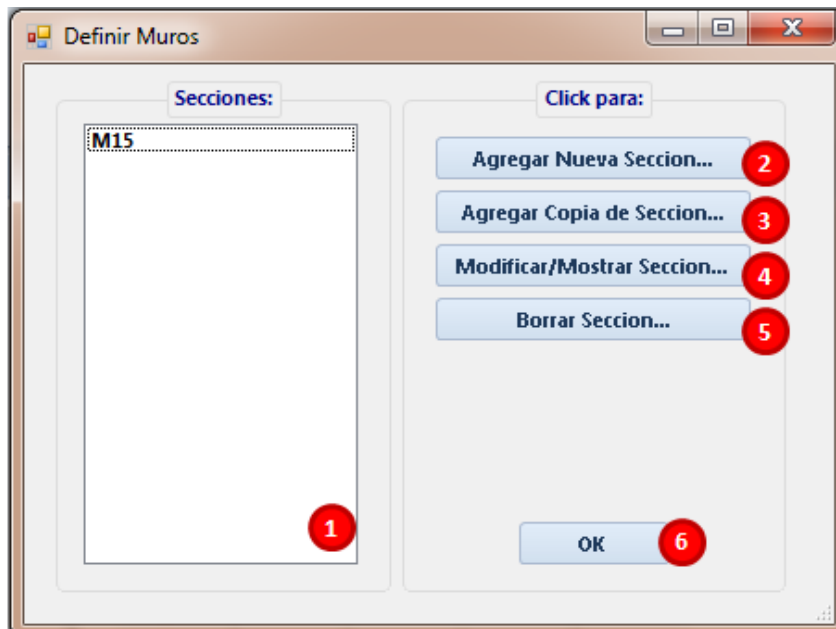 Definir Muros
Secciones:
M15
1
Click para:
Agregar Nueva Seccion... 2
Agregar Copia de Seccion... 3
Modificar/Mostrar Seccion... 4
Borrar Seccion... 5
OK 6